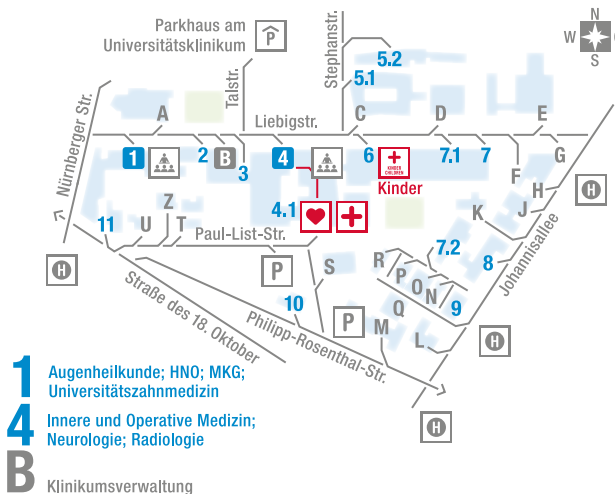 Parkhaus am
Universitätsklinikum
P
Stephanstr.
5.2
5.1
N
W
S
Talstr.
Nürnberger Str.
A
Liebigstr.
C
D
E
1
2
B
3
4
6
KINDER
CHILDREN
Kinder
7.1
7
F
G
H
J
K
H
4.1
Z
11
U
T
Paul-List-Str.
H
P
S
R
P
O
N
7.2
8
9
Johannisallee
Straße des 18. Oktober
10
Philipp-Rosenthal-Str.
P
Q
M
L
H
H
1
Augenheilkunde; HNO; MKG;
Universitätszahnmedizin
4
Innere und Operative Medizin;
Neurologie; Radiologie
B
Klinikumsverwaltung